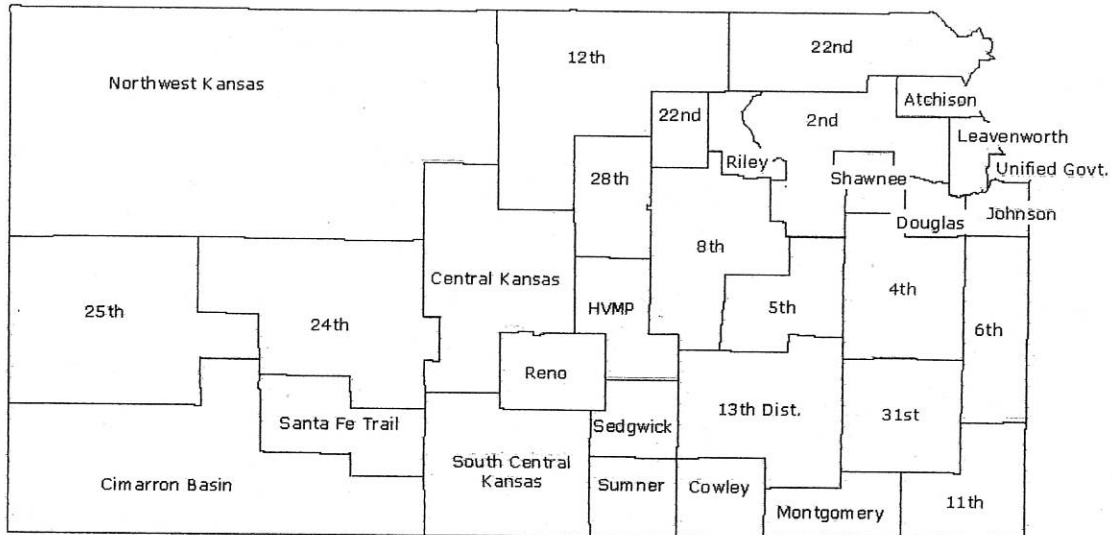 22nd
12th
Northwest Kansas
Atchison
22nd
2nd
Leavenworth
Riley
Unified Govt.
28th
Shawnee
Johnson
Douglas
8th
Central Kansas
4th
25th
HVMP
5th
24th
6th
Reno
13th Dist.
31st
Santa Fe Trail
Sedgwick
South Central
Kansas
Cimarron Basin
Sumner
Cowley
11th
Montgomery